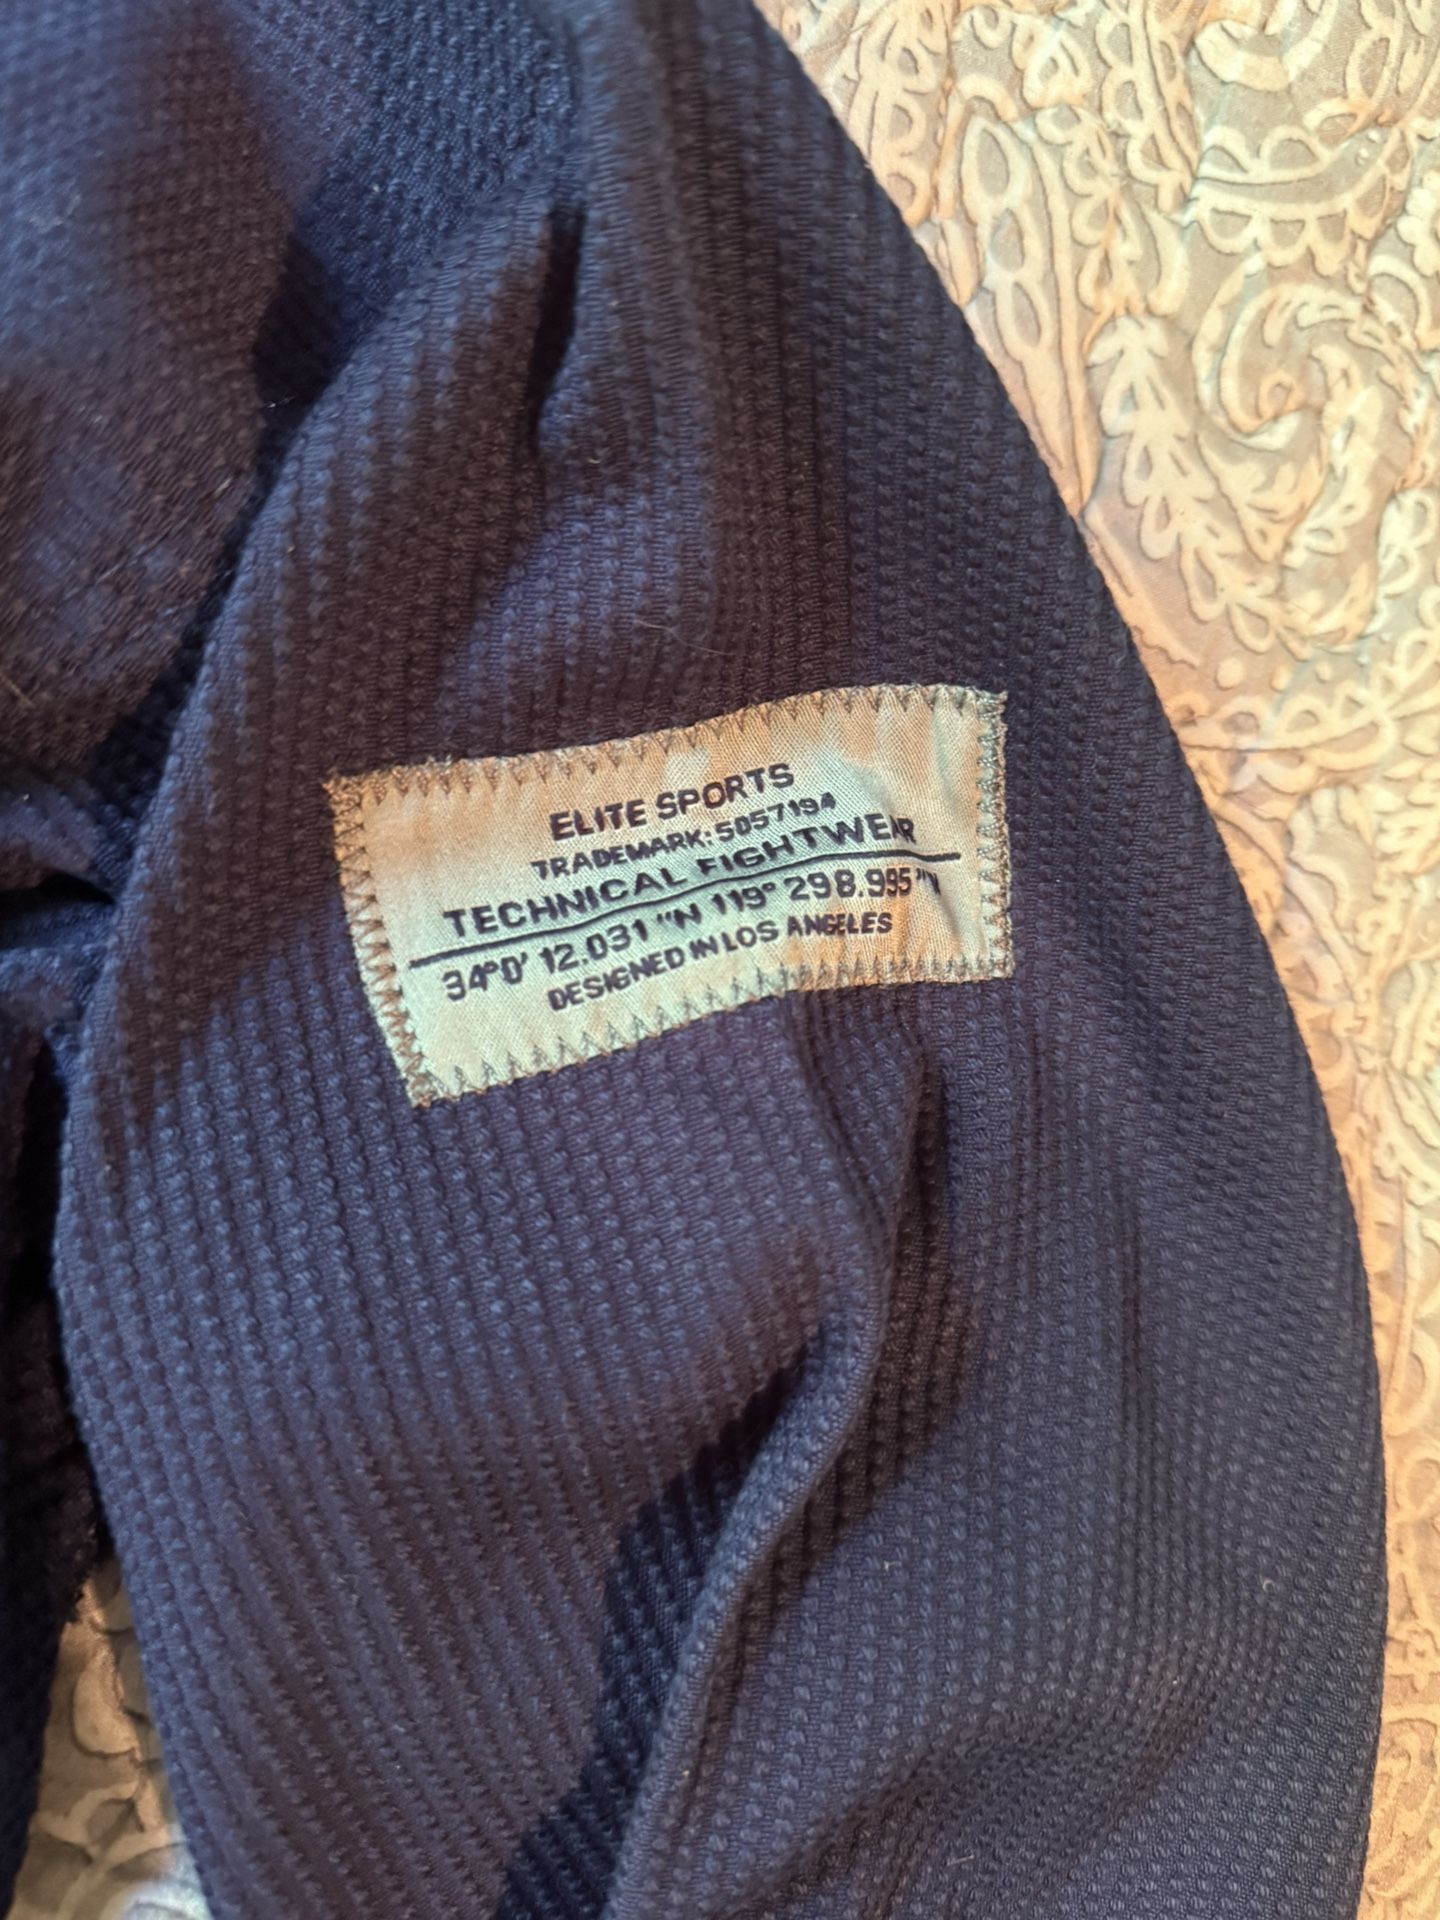 ELITE SPORTS
TRADEMARK: 5057194
TECHNICAL FIGHTWEAR
34°0' 12.031 "N 119° 298.995 "N
DESIGNED IN LOS ANGELES